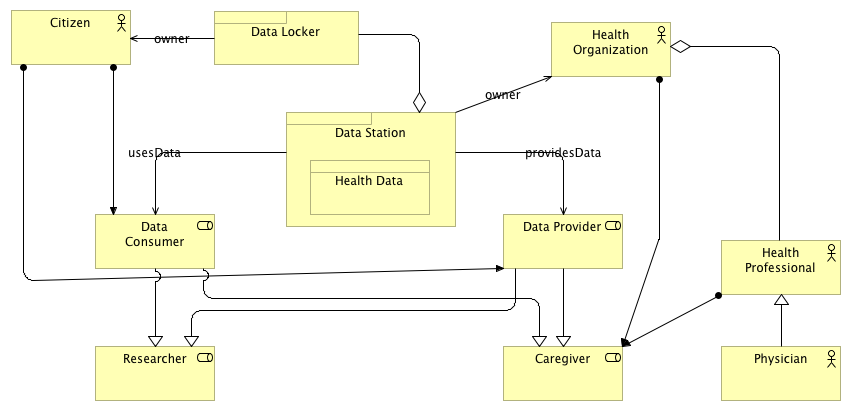 Citizen
owner
Data Locker
Health
Organization
owner
Data Station
usesData
providesData
Health Data
Data
Consumer
Data Provider
Health
Professional
Researcher
Caregiver
Physician